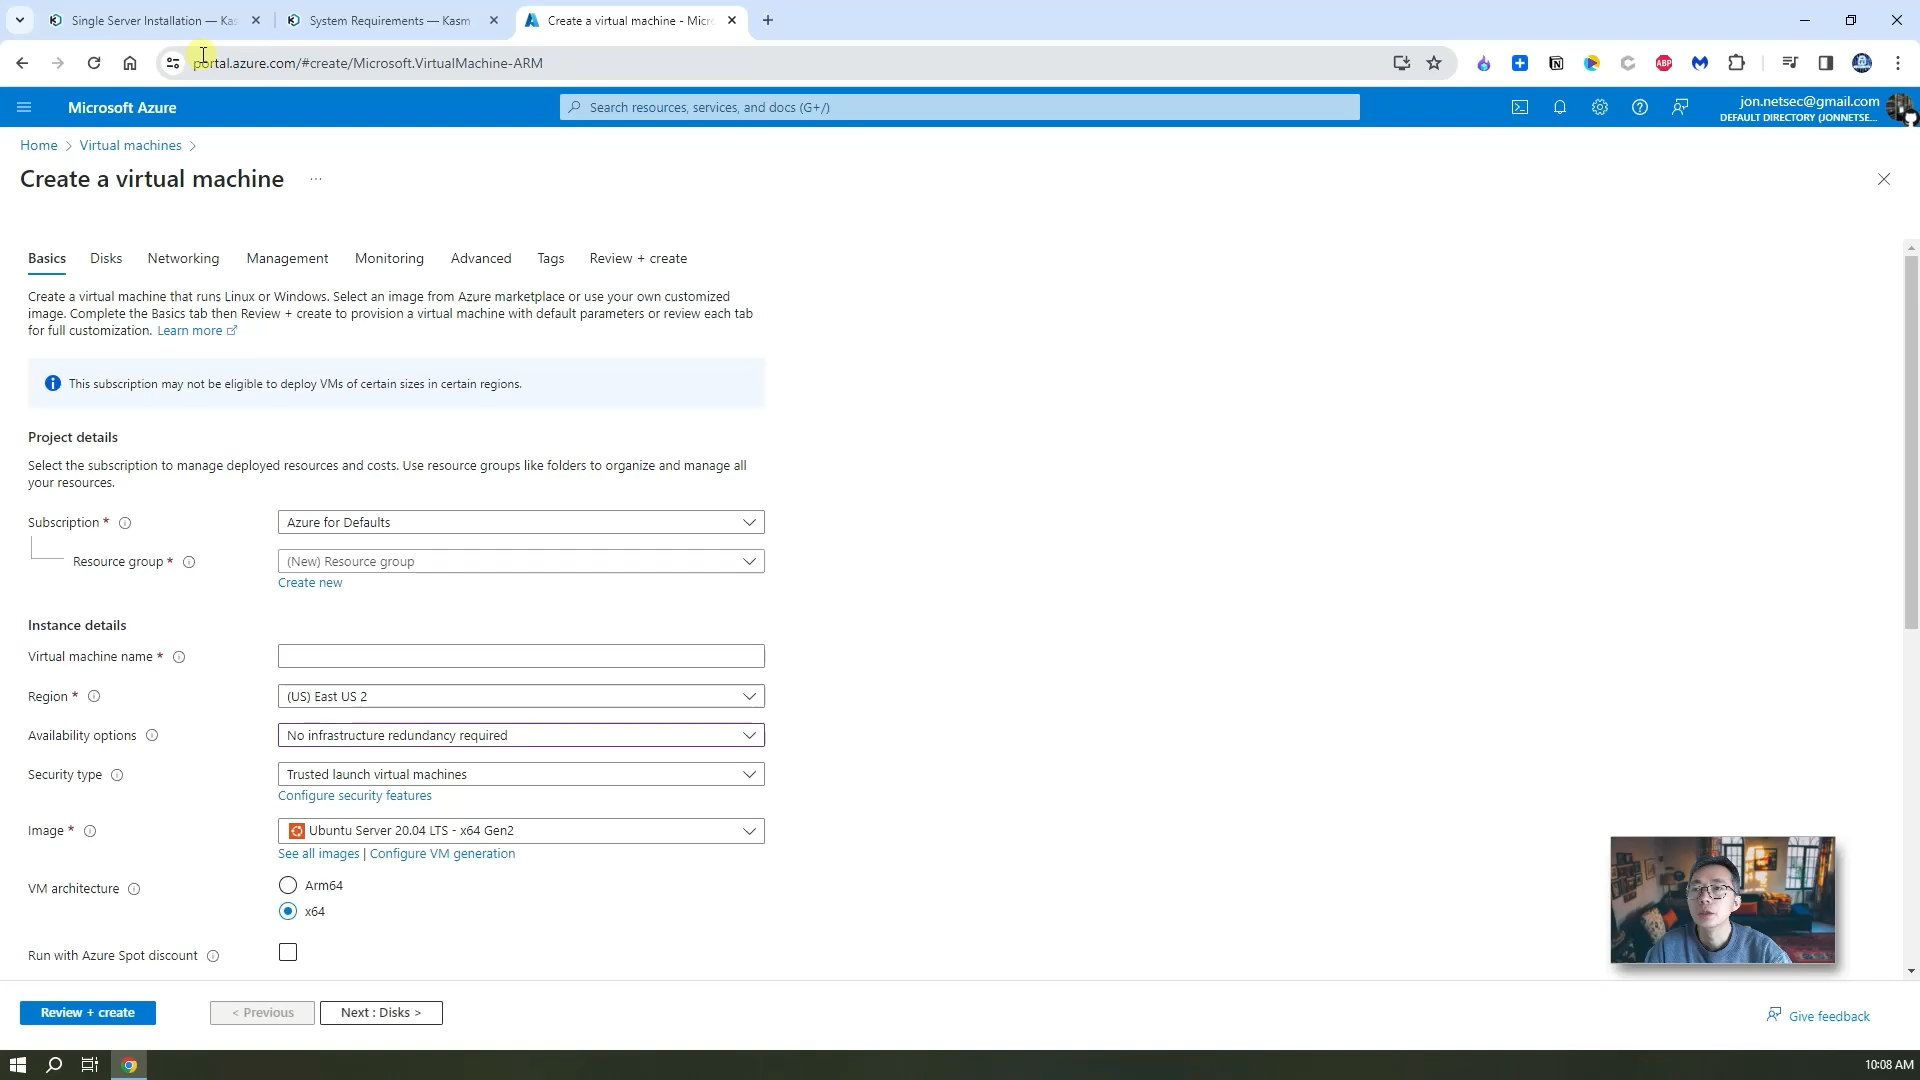 Single Server Installation — Kas
System Requirements — Kasm
Create a virtual machine - Micro
portal.azure.com/#create/Microsoft.VirtualMachine-ARM
ABP
Microsoft Azure
Search resources, services, and docs (G+/)
jon.netsec@gmail.com
DEFAULT DIRECTORY (JONNETSE...
Home
Virtual machines
Create a virtual machine
...
Basics
Disks
Networking
Management
Monitoring
Advanced
Tags
Review + create
Create a virtual machine that runs Linux or Windows. Select an image from Azure marketplace or use your own customized
image. Complete the Basics tab then Review + create to provision a virtual machine with default parameters or review each tab
for full customization. Learn more
This subscription may not be eligible to deploy VMs of certain sizes in certain regions.
Project details
Select the subscription to manage deployed resources and costs. Use resource groups like folders to organize and manage all
your resources.
Subscription *
Azure for Defaults
Resource group *
(New) Resource group
Create new
Instance details
Virtual machine name *
Region *
(US) East US 2
Availability options
No infrastructure redundancy required
Security type
Trusted launch virtual machines
Configure security features
Image *
Ubuntu Server 20.04 LTS - x64 Gen2
See all images | Configure VM generation
VM architecture
Arm64
x64
Run with Azure Spot discount
Review + create
< Previous
Next : Disks >
Give feedback
10:08 AM